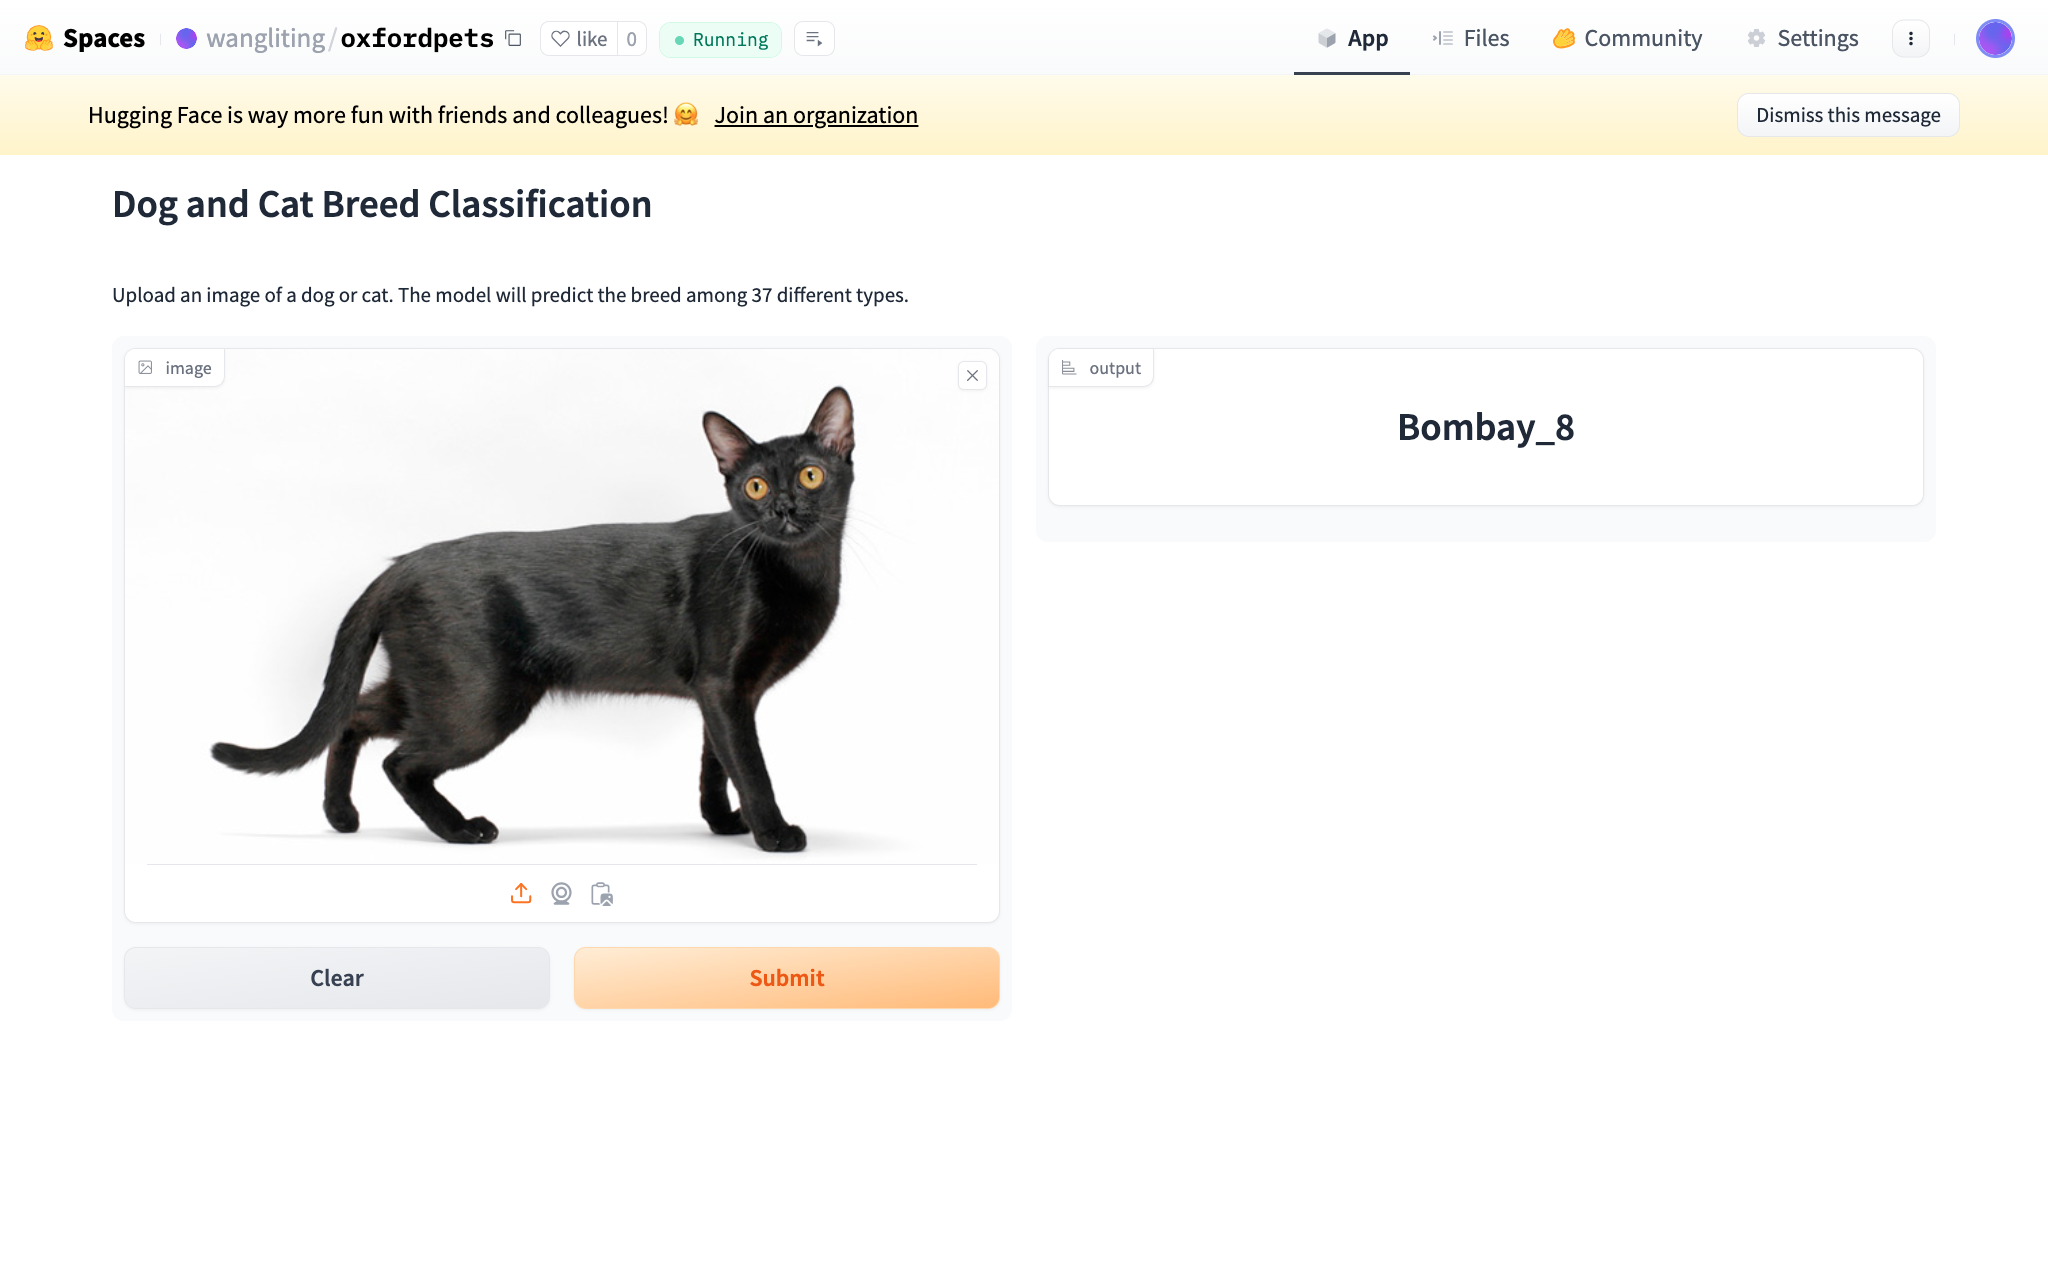 Spaces
wangliting/oxfordpets
like 0
Running
App
Files
Community
Settings
Hugging Face is way more fun with friends and colleagues! 🤗 Join an organization
Dismiss this message
Dog and Cat Breed Classification
Upload an image of a dog or cat. The model will predict the breed among 37 different types.
image
output
Bombay_8
Clear
Submit